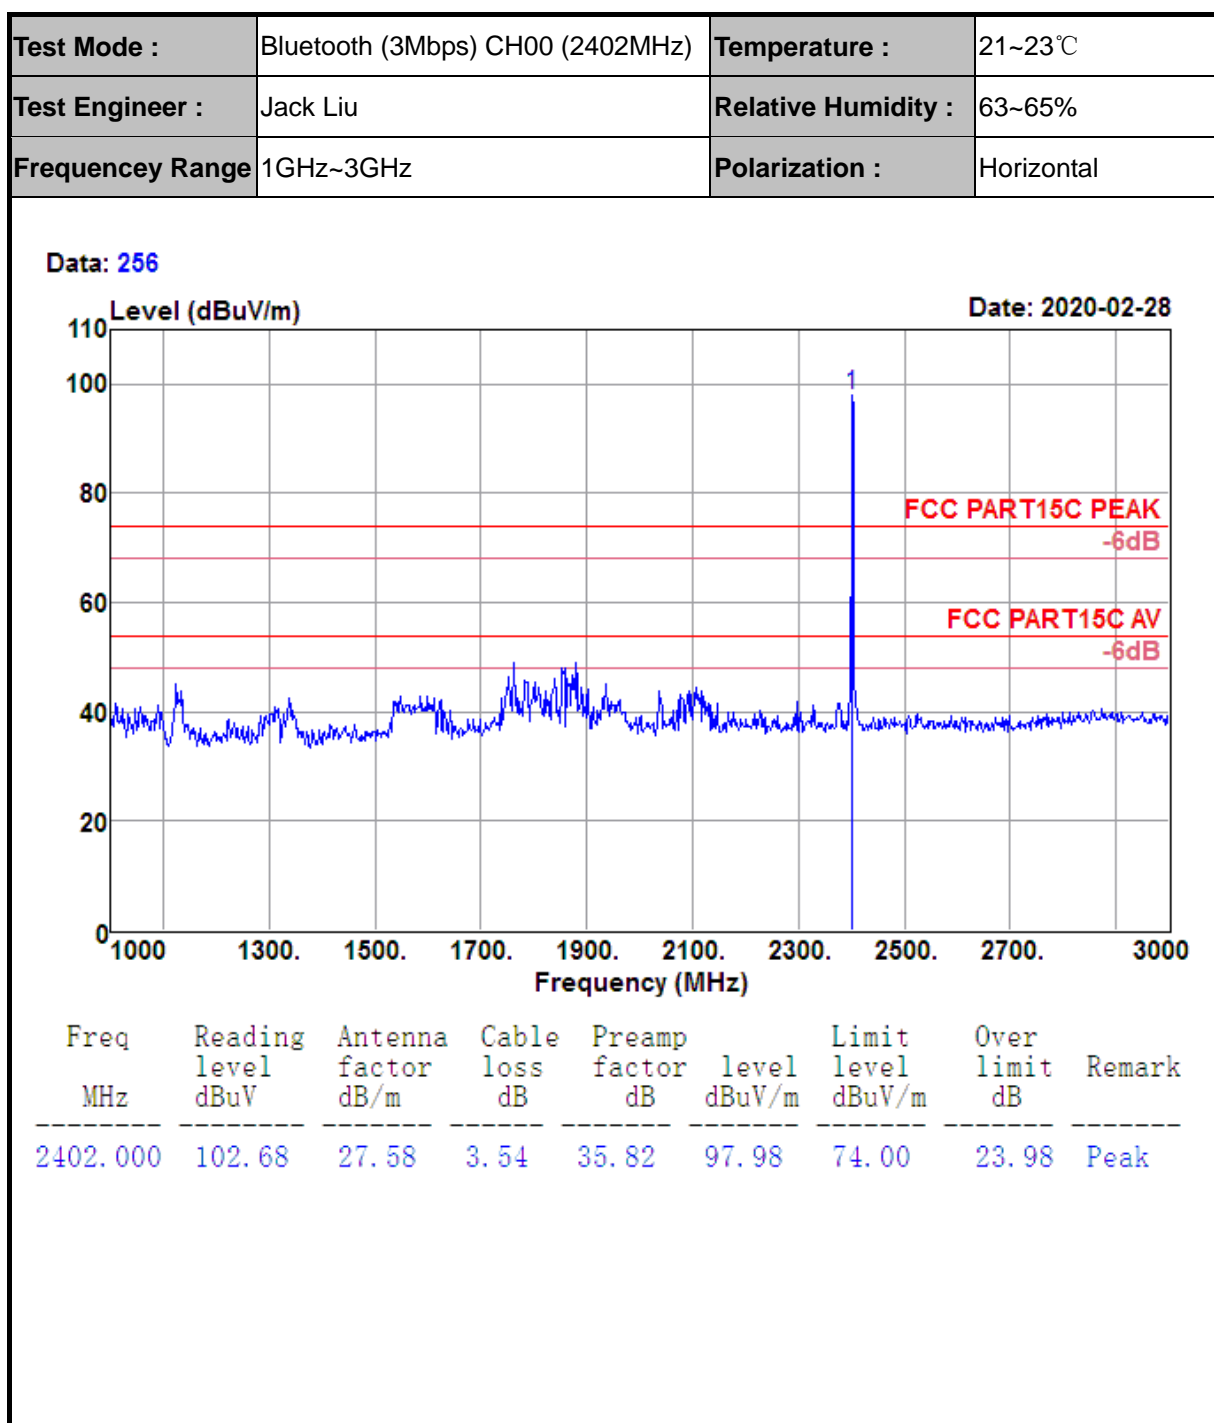 Test Mode : Bluetooth (3Mbps) CH00 (2402MHz) Temperature : 21~23℃
Test Engineer : Jack Liu Relative Humidity : 63~65%
Frequencey Range 1GHz~3GHz Polarization : Horizontal
Data: 256
Level (dBuV/m) Date: 2020-02-28
110
100
1
80
FCC PART15C PEAK
-6dB
60
FCC PART15C AV
-6dB
40
20
0
1000 1300. 1500. 1700. 1900. 2100. 2300. 2500. 2700. 3000
Frequency (MHz)
Freq Reading Antenna Cable Preamp Limit Over
level factor loss factor level level limit Remark
MHz dBuV dB/m dB dB dBuV/m dBuV/m dB
-------- -------- ------- ------ ------- ------- ------- ------- -------
2402.000 102.68 27.58 3.54 35.82 97.98 74.00 23.98 Peak